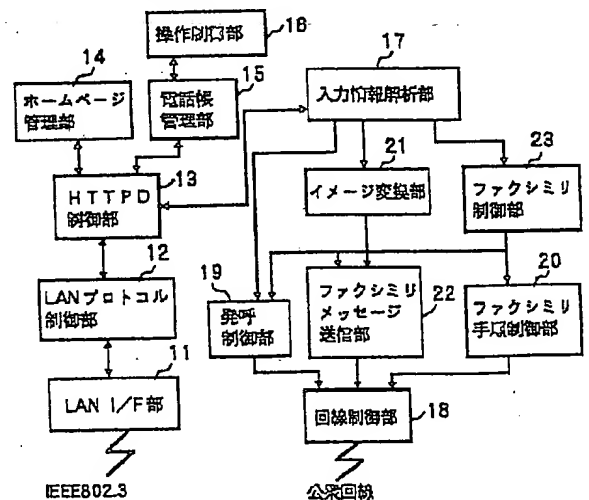 操作制御部
16
14
15
17
ホームページ
管理部
電話帳
管理部
入力情報解析部
13
21
23
HTTPD
制御部
イメージ変換部
ファクシミリ
制御部
12
19
20
LANプロトコル
制御部
発呼
制御部
ファクシミリ
メッセージ
送信部
22
ファクシミリ
手順制御部
11
LAN I/F部
回線制御部
18
IEEE802.3
公衆回線